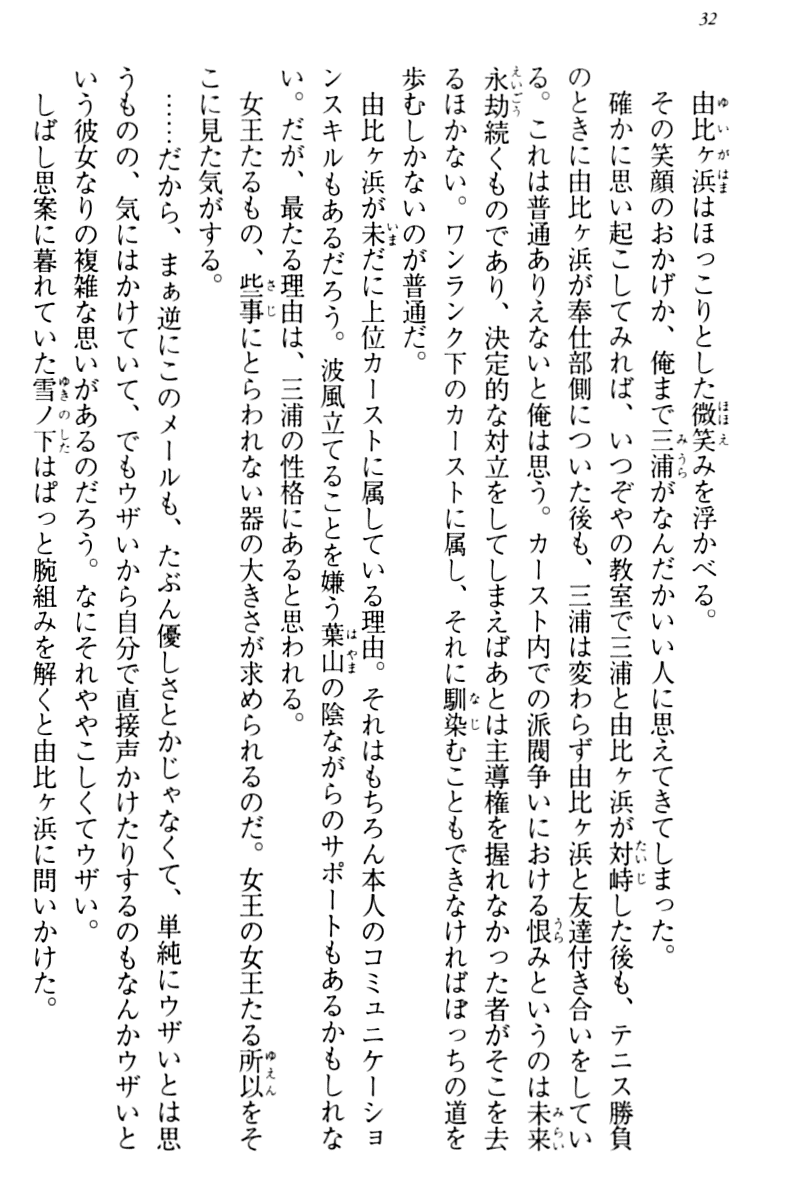 32
由比ヶ浜はほっこりとした微笑みを浮かべる。
その笑顔のおかげか、俺まで三浦がなんだかいい人に思えてきてしまった。
確かに思い起こしてみれば、いつぞやの教室で三浦と由比ヶ浜が対峙した後も、テニス勝負
のときに由比ヶ浜が奉仕部側についた後も、三浦は変わらず由比ヶ浜と友達付き合いをしてい
る。これは普通ありえないと俺は思う。カースト内での派閥争いにおける恨みというのは未来
永劫続くものであり、決定的な対立をしてしまえばあとは主導権を握れなかった者がそこを去
るほかない。ワンランク下のカーストに属し、それに馴染むこともできなければぼっちの道を
歩むしかないのが普通だ。
由比ヶ浜が未だに上位カーストに属している理由。それはもちろん本人のコミュニケーショ
ンスキルもあるだろう。波風立てることを嫌う葉山の陰ながらのサポートもあるかもしれな
い。だが、最たる理由は、三浦の性格にあると思われる。
女王たるもの、些事にとらわれない器の大きさが求められるのだ。女王の女王たる所以をそ
こに見た気がする。
……だから、まぁ逆にこのメールも、たぶん優しさとかじゃなくて、単純にウザいとは思
うものの、気にはかけていて、でもウザいから自分で直接声かけたりするのもなんかウザいと
いう彼女なりの複雑な思いがあるのだろう。なにそれややこしくてウザい。
しばし思案に暮れていた雪ノ下はぱっと腕組みを解くと由比ヶ浜に問いかけた。